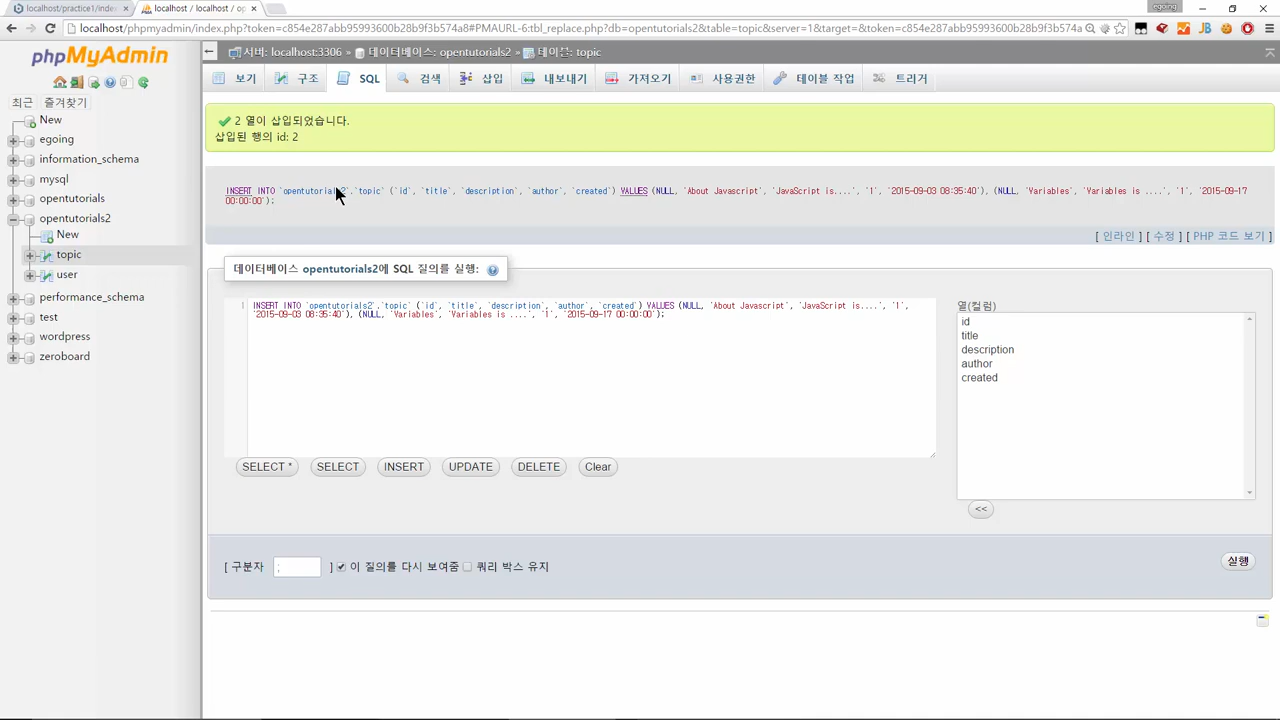 localhost/practice1/index
localhost / localhost / op
egoing
localhost/phpmyadmin/index.php?db=opentutorials2&token=c854e287abb95993619bdb26d9f3b574a8#PMAURL-6:tbl_replace.php?db=opentutorials2&table=topic&server=1&target=&token=c854e287abb95993619bdb26d9f3b574a
phpMyAdmin
최근 즐겨찾기
New
egoing
information_schema
mysql
opentutorials
opentutorials2
New
topic
user
performance_schema
test
wordpress
zeroboard
서버: localhost:3306 » 데이터베이스: opentutorials2 » 테이블: topic
보기 구조 SQL 검색 삽입 내보내기 가져오기 사용권한 테이블 작업 트리거
2 열이 삽입되었습니다.
삽입된 행의 id: 2
INSERT INTO `opentutorials2`.`topic` (`id`, `title`, `description`, `author`, `created`) VALUES (NULL, 'About Javascript', 'JavaScript is....', '1', '2015-09-03 08:35:40'), (NULL, 'Variables', 'Variables is ....', '1', '2015-09-17
00:00:00');
[ 인라인 ] [ 수정 ] [ PHP 코드 보기 ]
데이터베이스 opentutorials2에 SQL 질의를 실행:
1 INSERT INTO `opentutorials2`.`topic` (`id`, `title`, `description`, `author`, `created`) VALUES (NULL, 'About Javascript', 'JavaScript is....', '1',
'2015-09-03 08:35:40'), (NULL, 'Variables', 'Variables is ....', '1', '2015-09-17 00:00:00');
열(컬럼)
id
title
description
author
created
SELECT * SELECT INSERT UPDATE DELETE Clear
<<
[ 구분자 ; ] 이 질의를 다시 보여줌 쿼리 박스 유지
실행